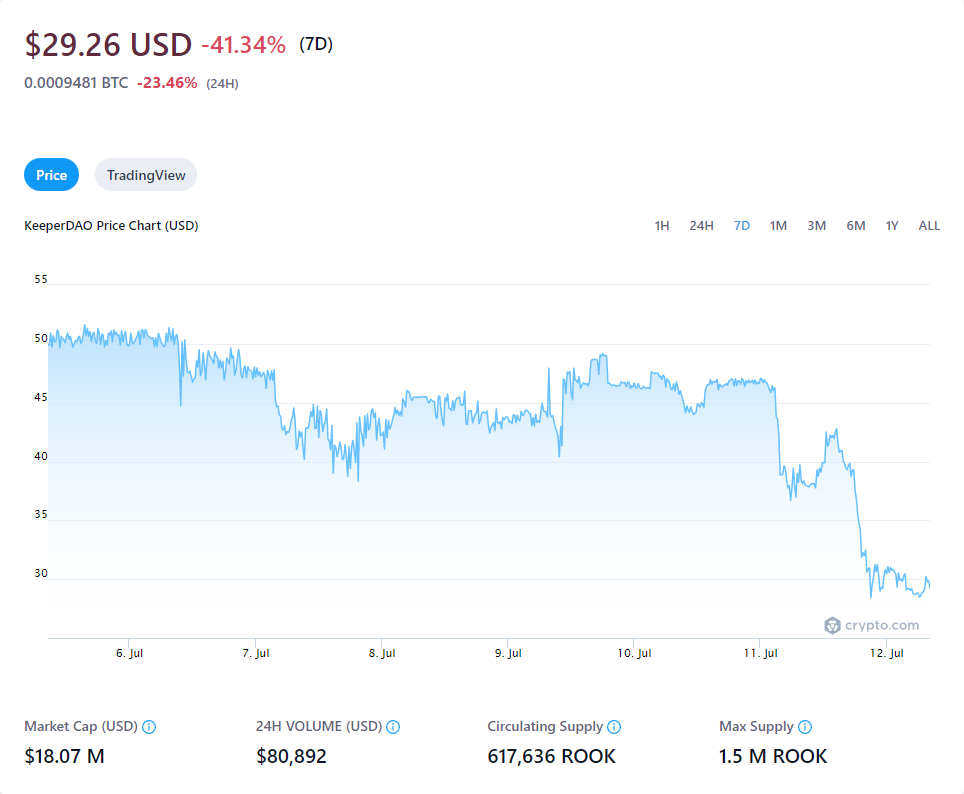 $29.26 USD -41.34% (7D)
0.0009481 BTC -23.46% (24H)
Price TradingView
KeeperDAO Price Chart (USD) 1H 24H 7D 1M 3M 6M 1Y ALL
55
50
45
40
35
30
crypto.com
6. Jul 7. Jul 8. Jul 9. Jul 10. Jul 11. Jul 12. Jul
Market Cap (USD) 24H VOLUME (USD) Circulating Supply Max Supply
$18.07 M $80,892 617,636 ROOK 1.5 M ROOK